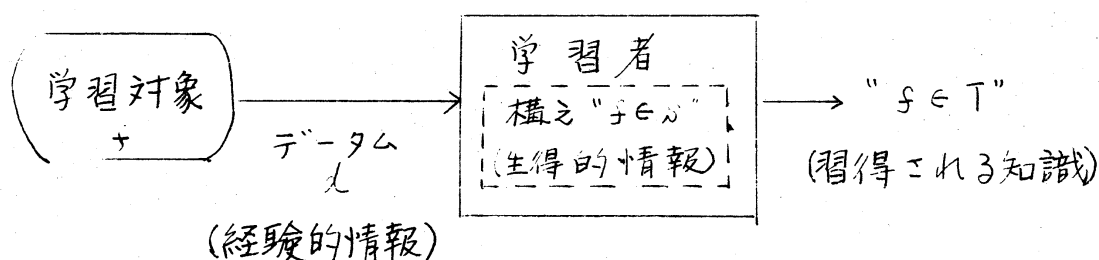 学習対象
f
データム
d
(経験的情報)
学習者
構え "f∈S"
(生得的情報)
"f∈T"
(習得される知識)